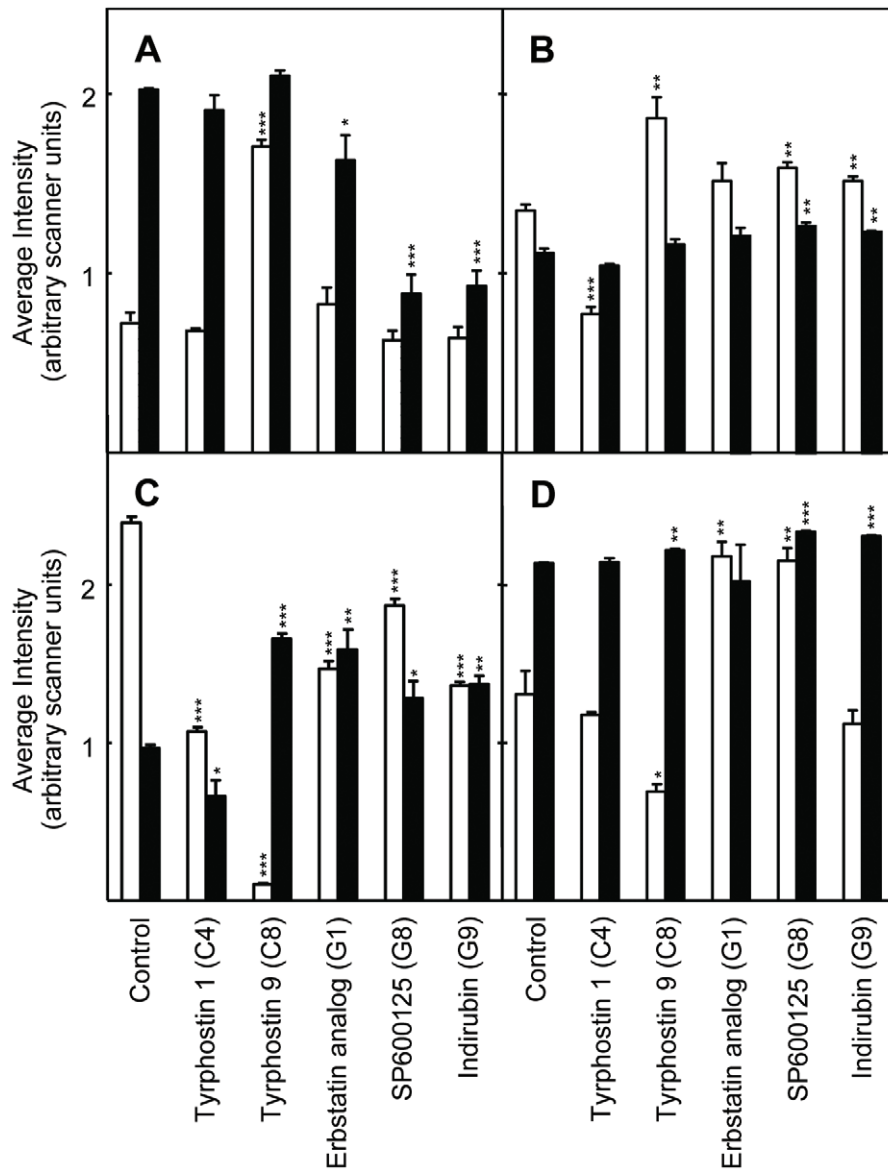 A
B
Average Intensity
(arbitrary scanner units)
2
1
***
*
***
***
***
**
**
**
**
**
C
D
Average Intensity
(arbitrary scanner units)
2
1
***
*
***
***
***
**
***
*
***
**
*
**
**
**
***
***
Control
Tyrphostin 1 (C4)
Tyrphostin 9 (C8)
Erbstatin analog (G1)
SP600125 (G8)
Indirubin (G9)
Control
Tyrphostin 1 (C4)
Tyrphostin 9 (C8)
Erbstatin analog (G1)
SP600125 (G8)
Indirubin (G9)